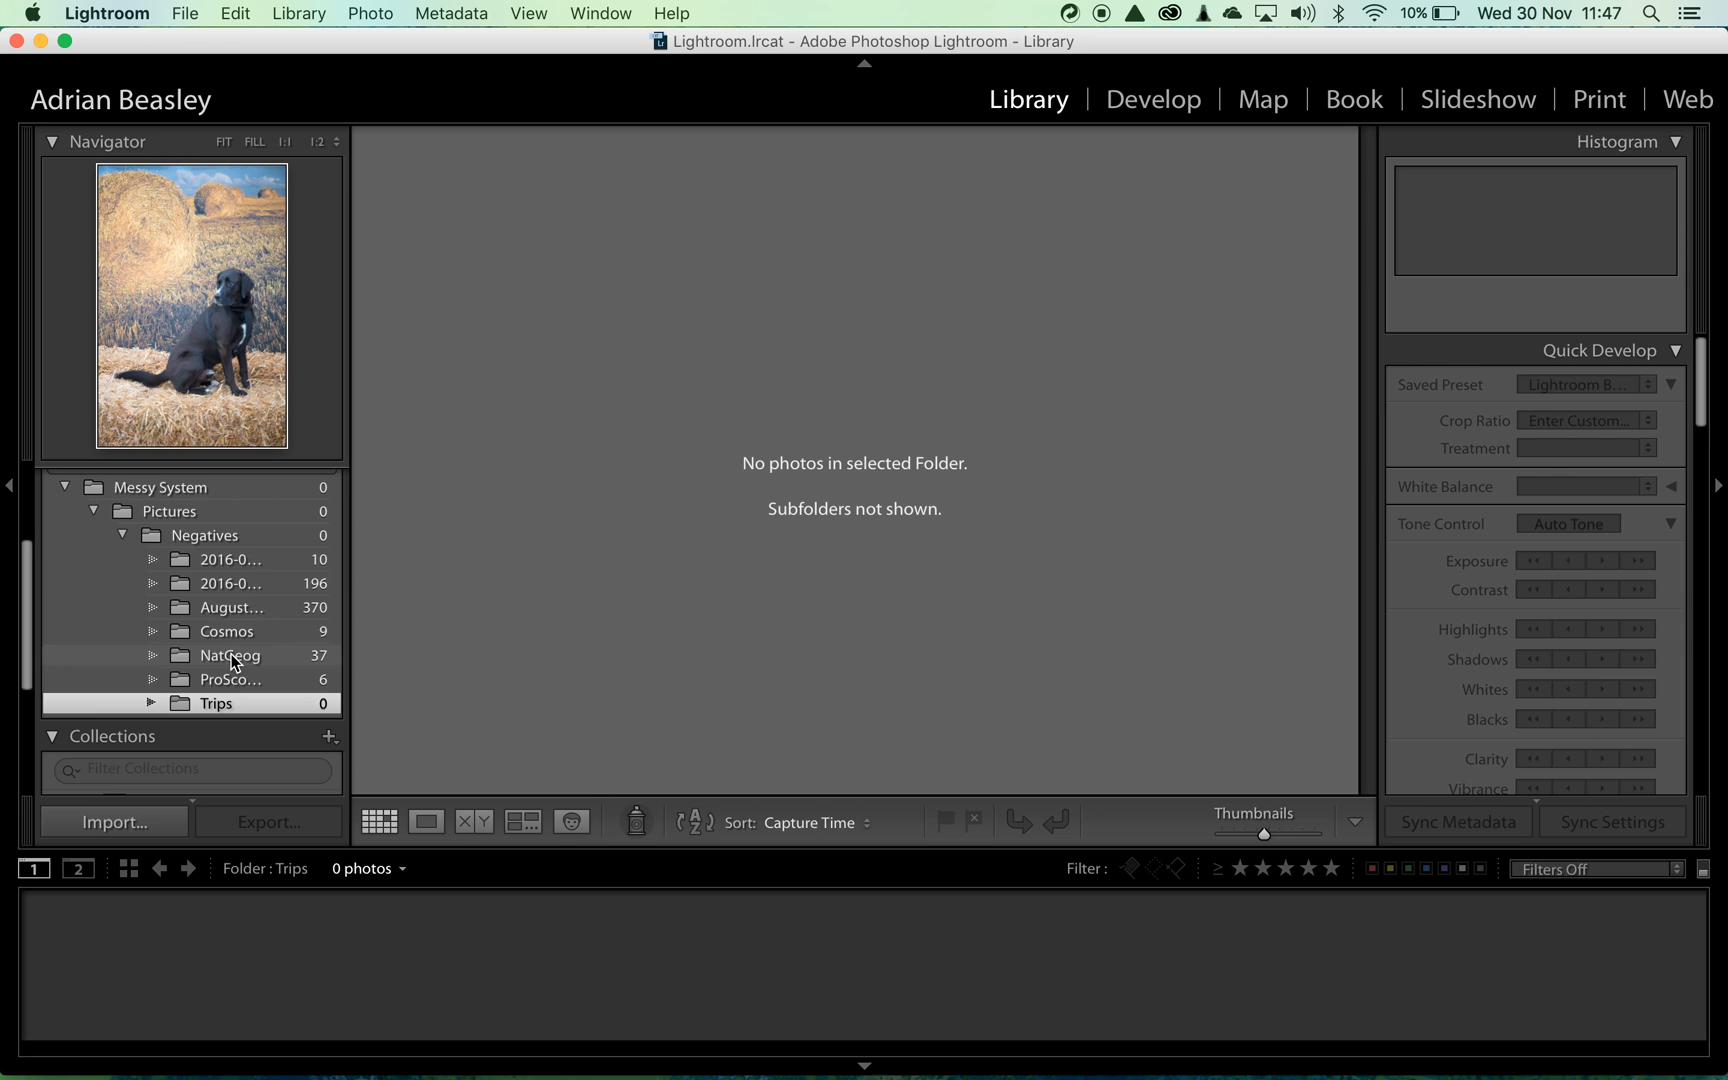 Lightroom File Edit Library Photo Metadata View Window Help 10% Wed 30 Nov 11:47
Lr Lightroom.lrcat - Adobe Photoshop Lightroom - Library
Adrian Beasley
Library | Develop | Map | Book | Slideshow | Print | Web
Navigator FIT FILL 1:1 1:2
Messy System 0
Pictures 0
Negatives 0
2016-0... 10
2016-0... 196
August... 370
Cosmos 9
NatGeog 37
ProSco... 6
Trips 0
Collections
Filter Collections
Import...
Export...
No photos in selected Folder.
Subfolders not shown.
Histogram
Quick Develop
Saved Preset Lightroom B...
Crop Ratio Enter Custom...
Treatment
White Balance
Tone Control Auto Tone
Exposure
Contrast
Highlights
Shadows
Whites
Blacks
Clarity
Vibrance
X Y
A Z
Sort: Capture Time
Thumbnails
Sync Metadata
Sync Settings
1 2 Folder : Trips 0 photos
Filter : ≥ ★★★★★ Filters Off